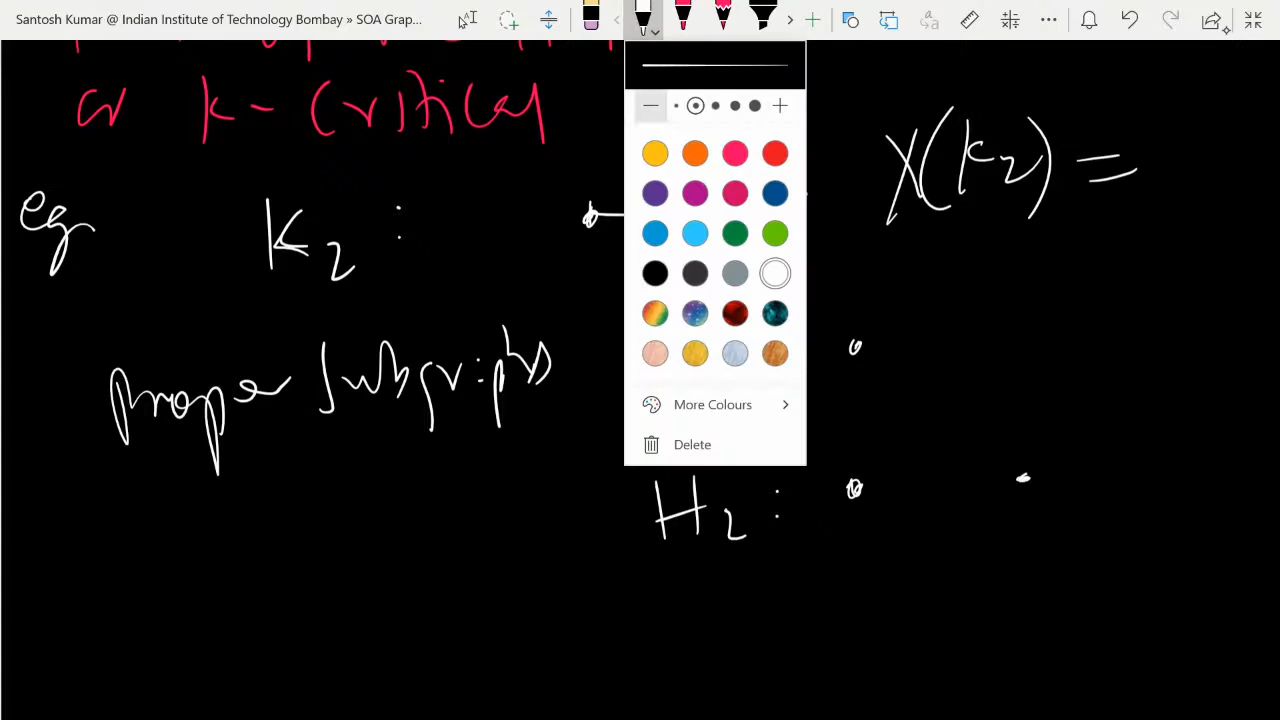 Santosh Kumar @ Indian Institute of Technology Bombay » SOA Grap...
or k-critical
eg K2 : χ(K2) =
proper subgraphs
More Colours
Delete
H2 :